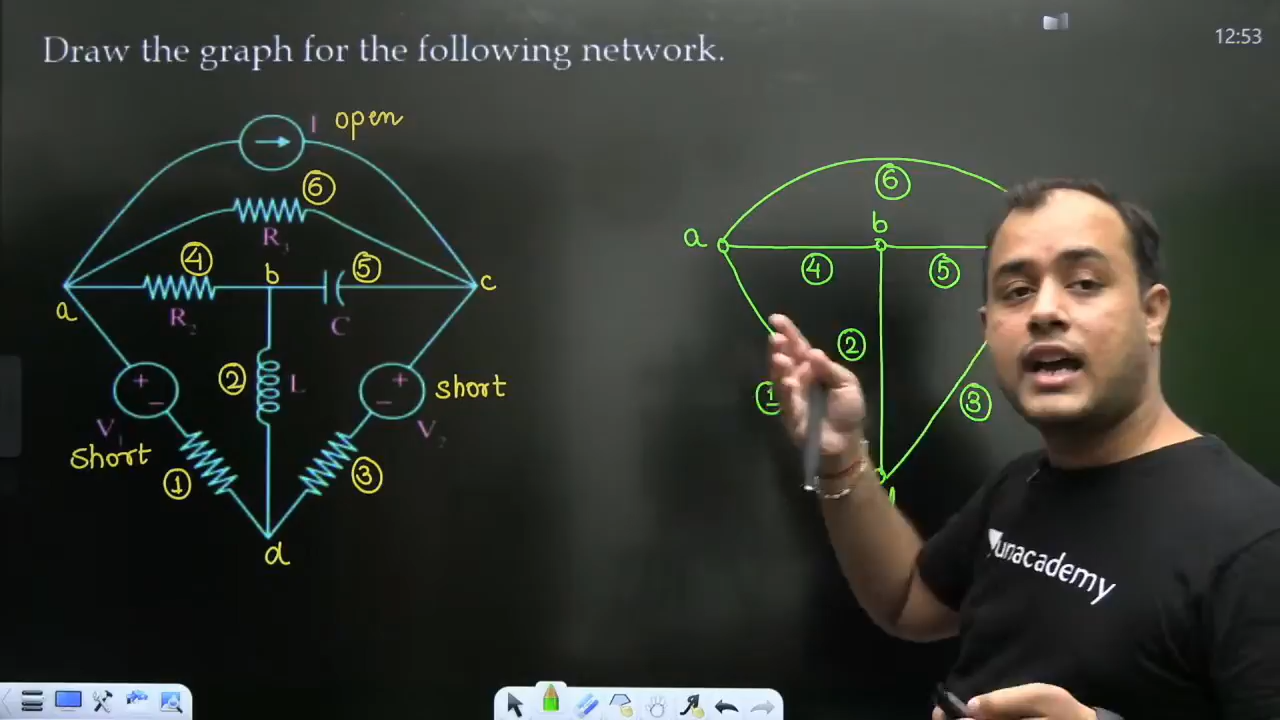 Draw the graph for the following network.
12:53
I open
⑥
R₃
④
b
⑤
a
R₂
C
c
②
L
+
−
V₁
short
+
−
V₂
short
①
③
d
⑥
a
b
④
⑤
②
①
③
d
unacademy